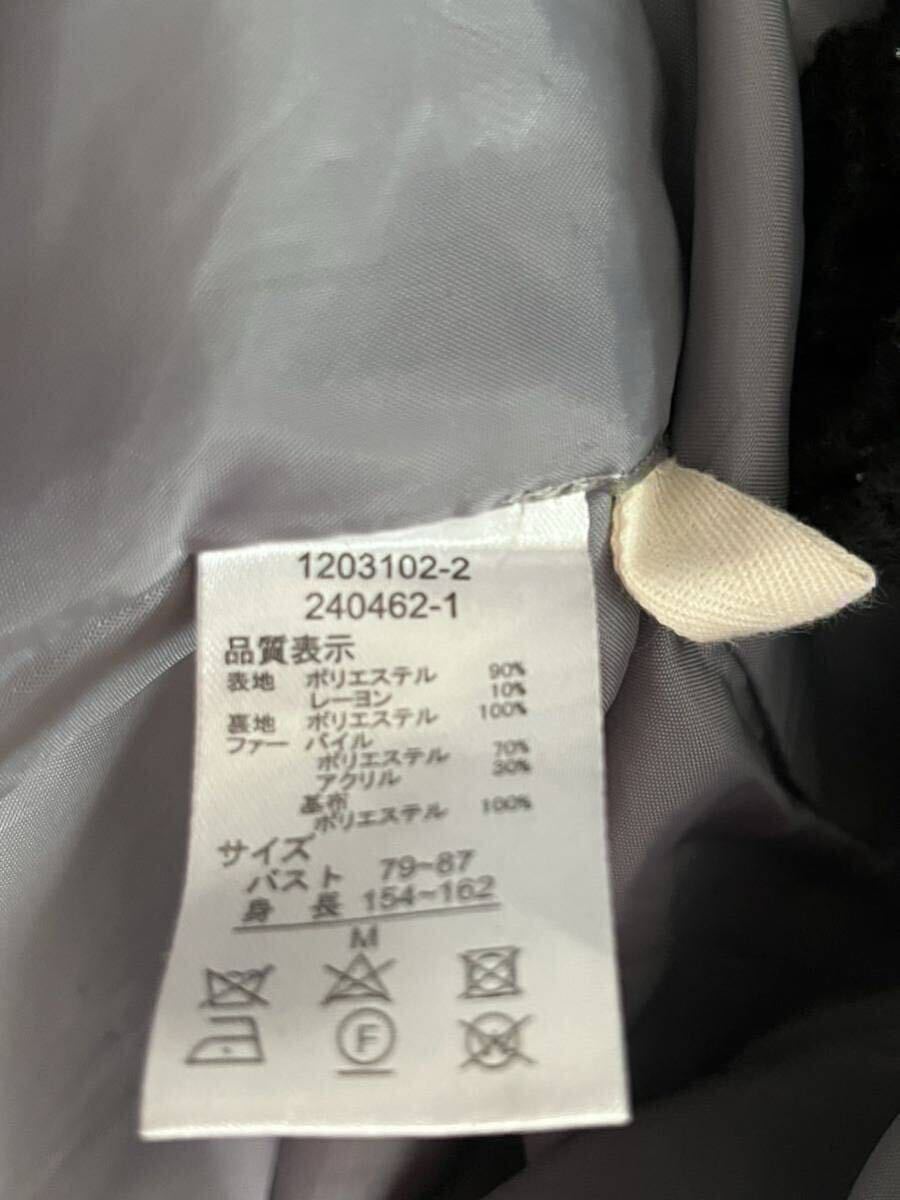 1203102-2
240462-1
品質表示
表地 ポリエステル 90%
レーヨン 10%
裏地 ポリエステル 100%
ファー パイル
ポリエステル 70%
アクリル 30%
基布
ポリエステル 100%
サイズ
バスト 79~87
身長 154~162
M
F